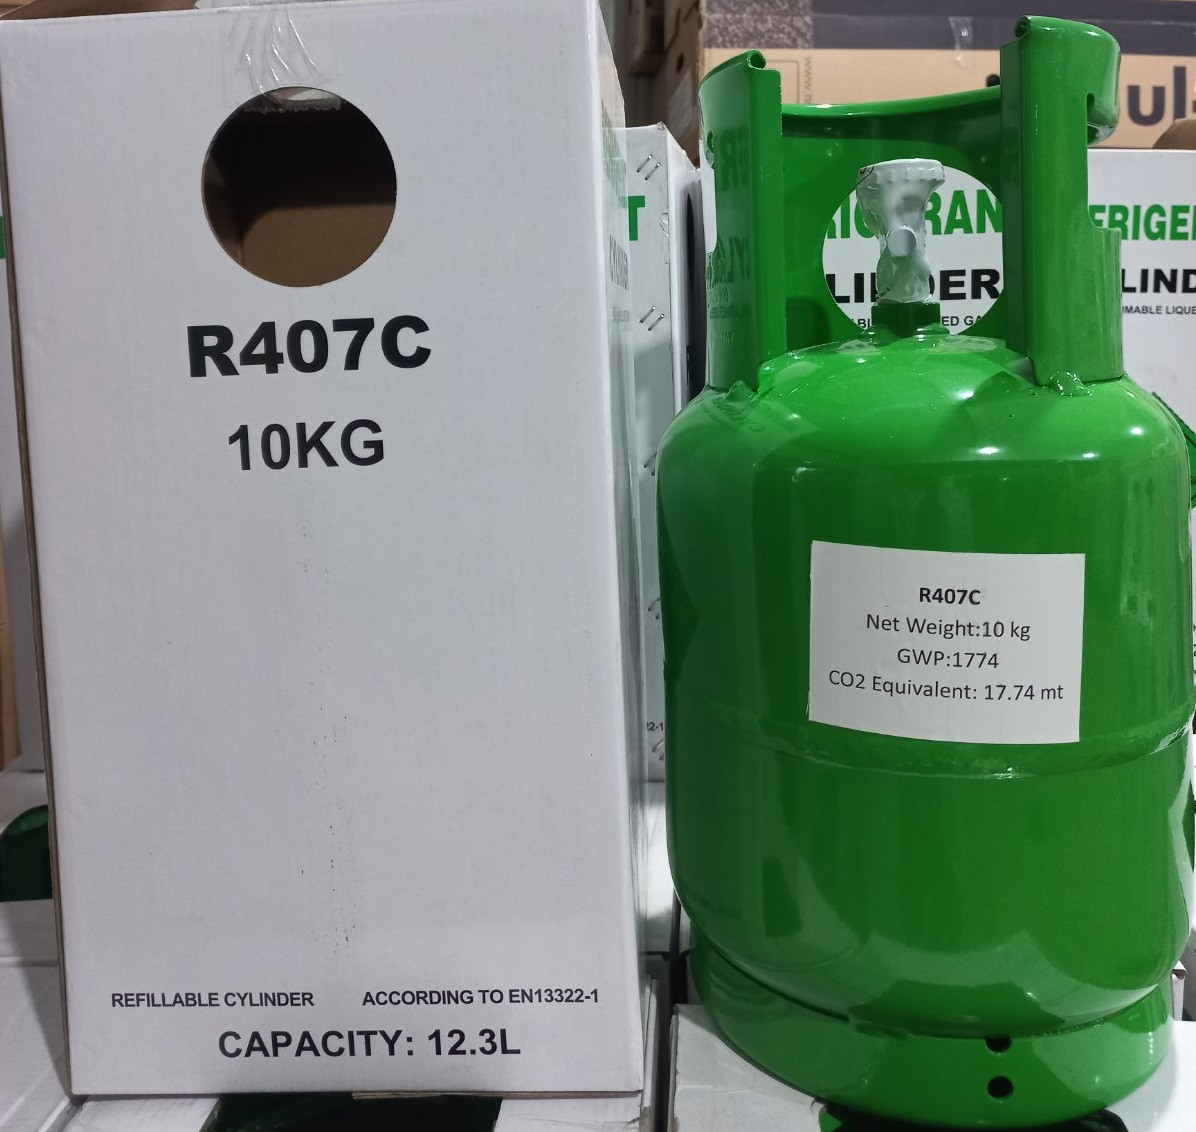 R407C
10KG
REFILLABLE CYLINDER ACCORDING TO EN13322-1
CAPACITY: 12.3L
R407C
Net Weight:10 kg
GWP:1774
CO2 Equivalent: 17.74 mt